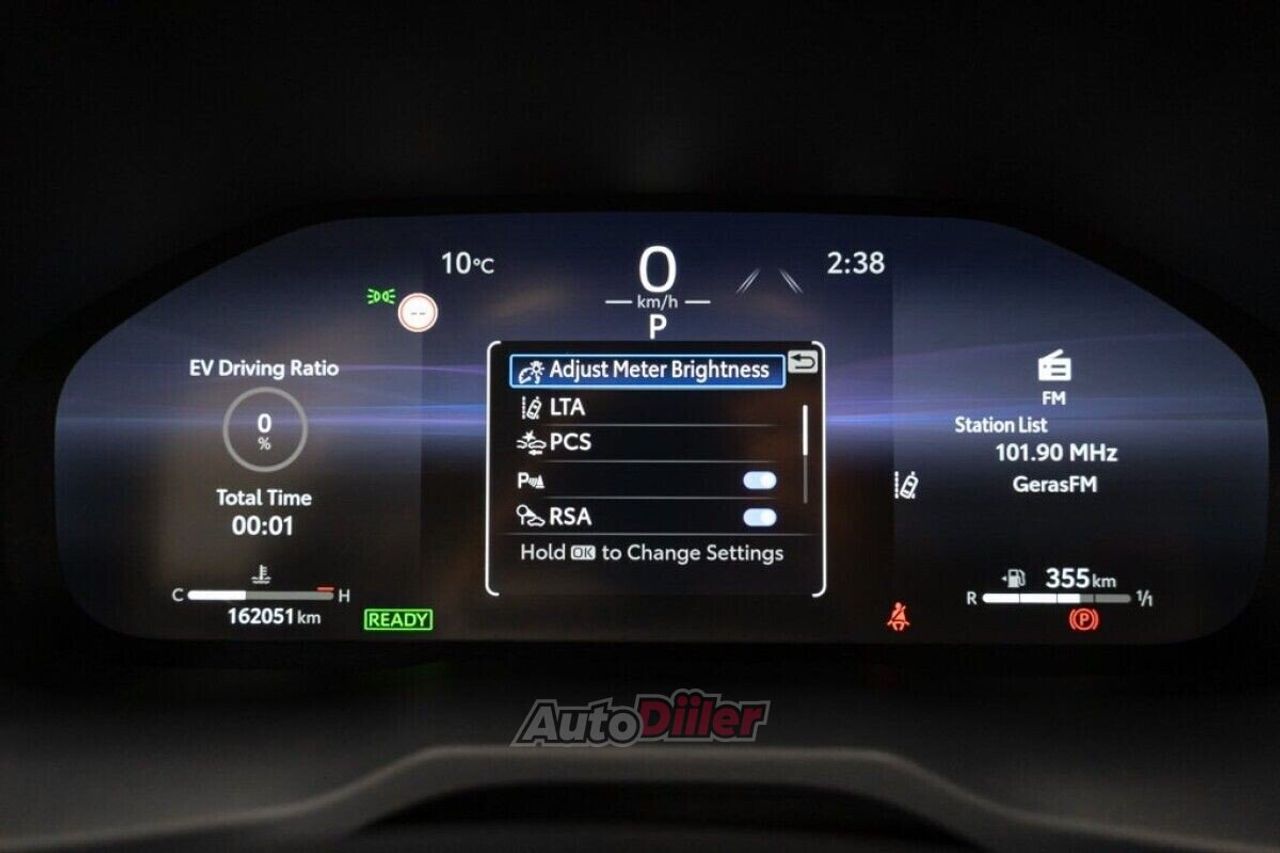 10°C
0
km/h
P
2:38
--
EV Driving Ratio
0
%
Total Time
00:01
C H
162051 km
READY
Adjust Meter Brightness
LTA
PCS
P
RSA
Hold OK to Change Settings
FM
Station List
101.90 MHz
GerasFM
355 km
R 1/1
P
AutoDiiler